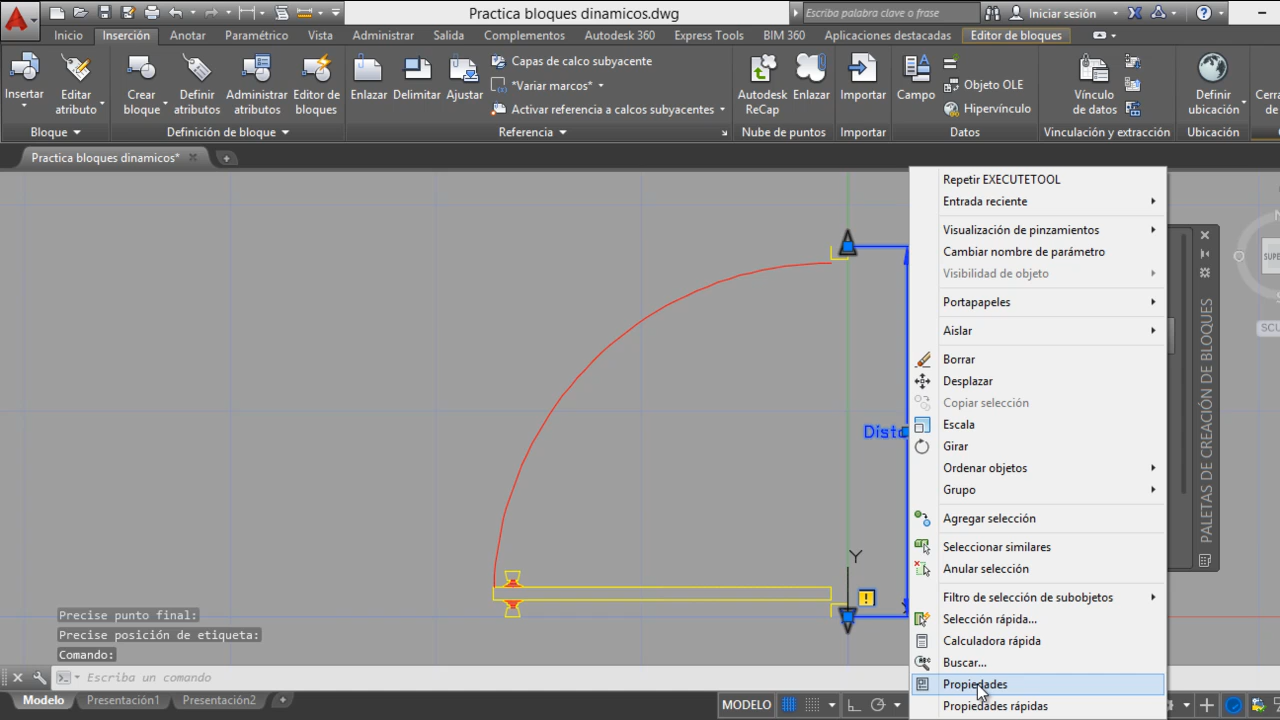 Practica bloques dinamicos.dwg
Escriba palabra clave o frase
Iniciar sesión
Inicio Inserción Anotar Paramétrico Vista Administrar Salida Complementos Autodesk 360 Express Tools BIM 360 Aplicaciones destacadas Editor de bloques
Insertar
Editar atributo
Crear bloque
Definir atributos
Administrar atributos
Editor de bloques
Enlazar
Delimitar
Ajustar
Capas de calco subyacente
*Variar marcos*
Activar referencia a calcos subyacentes
Autodesk ReCap
Enlazar
Importar
Campo
Objeto OLE
Hipervínculo
Vínculo de datos
Definir ubicación
Bloque
Definición de bloque
Referencia
Nube de puntos
Importar
Datos
Vinculación y extracción
Ubicación
Practica bloques dinamicos*
Repetir EXECUTETOOL
Entrada reciente
Visualización de pinzamientos
Cambiar nombre de parámetro
Visibilidad de objeto
Portapapeles
Aislar
Borrar
Desplazar
Copiar selección
Escala
Girar
Ordenar objetos
Grupo
Agregar selección
Seleccionar similares
Anular selección
Filtro de selección de subobjetos
Selección rápida...
Calculadora rápida
Buscar...
Propiedades
Propiedades rápidas
PALETAS DE CREACIÓN DE BLOQUES
Y
Precise punto final:
Precise posición de etiqueta:
Comando:
Escriba un comando
Modelo Presentación1 Presentación2
MODELO